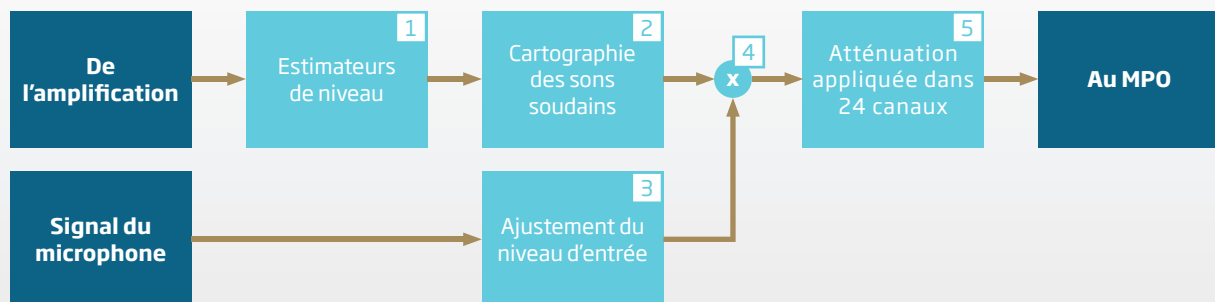 De
l'amplification
1
Estimateurs
de niveau
2
Cartographie
des sons
soudains
4
x
5
Atténuation
appliquée dans
24 canaux
Au MPO
Signal du
microphone
3
Ajustement du
niveau d'entrée